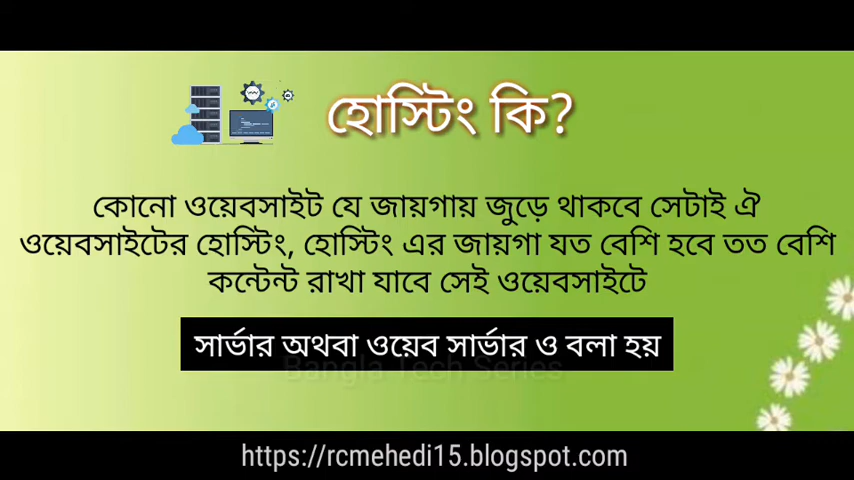 হোস্টিং কি?
কোনো ওয়েবসাইট যে জায়গায় জুড়ে থাকবে সেটাই ঐ
ওয়েবসাইটের হোস্টিং, হোস্টিং এর জায়গা যত বেশি হবে তত বেশি
কন্টেন্ট রাখা যাবে সেই ওয়েবসাইটে
সার্ভার অথবা ওয়েব সার্ভার ও বলা হয়
Bangla Tech Series
https://rcmehedi15.blogspot.com